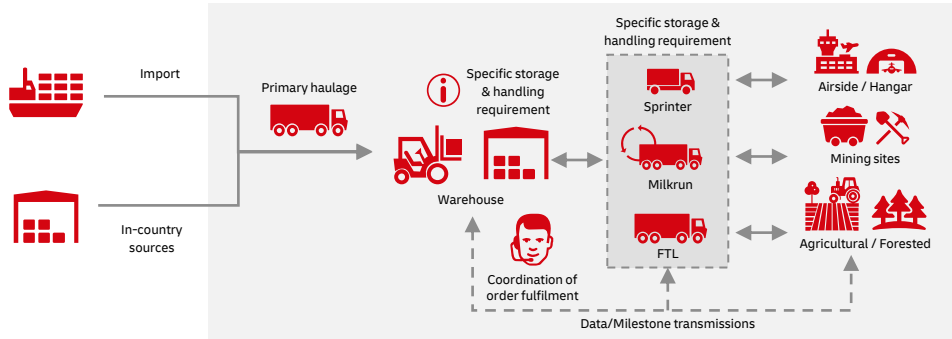 Import
In-country
sources
Primary haulage
Specific storage
& handling
requirement
Warehouse
Coordination of
order fulfilment
Specific storage &
handling requirement
Sprinter
Milkrun
FTL
Airside / Hangar
Mining sites
Agricultural / Forested
Data/Milestone transmissions